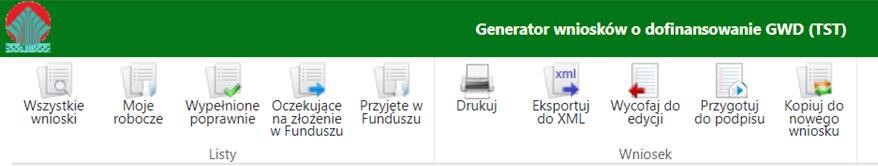 Generator wniosków o dofinansowanie GWD (TST)
Wszystkie
wnioski
Moje
robocze
Wypełnione
poprawnie
Oczekujące
na złożenie
w Funduszu
Przyjęte w
Funduszu
Drukuj
xml
Eksportuj
do XML
Wycofaj do
edycji
Przygotuj
do podpisu
Kopiuj do
nowego
wniosku
Listy
Wniosek